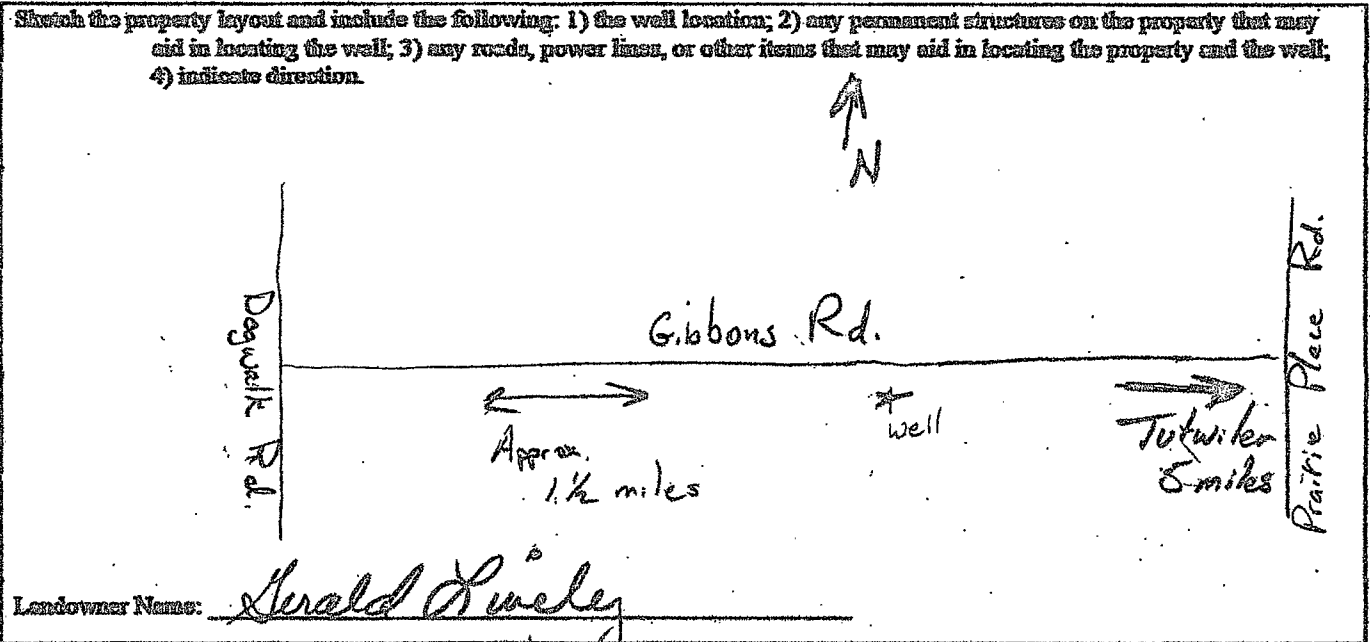 Sketch the property layout and include the following: 1) the well location; 2) any permanent structures on the property that may
aid in locating the well; 3) any roads, power lines, or other items that may aid in locating the property and the well;
4) indicate direction.
N
Gibbons Rd.
Dogwalk Rd.
Prairie Place Rd.
well
Approx.
1 1/2 miles
Tutwiler
5 miles
Landowner Name: Gerald